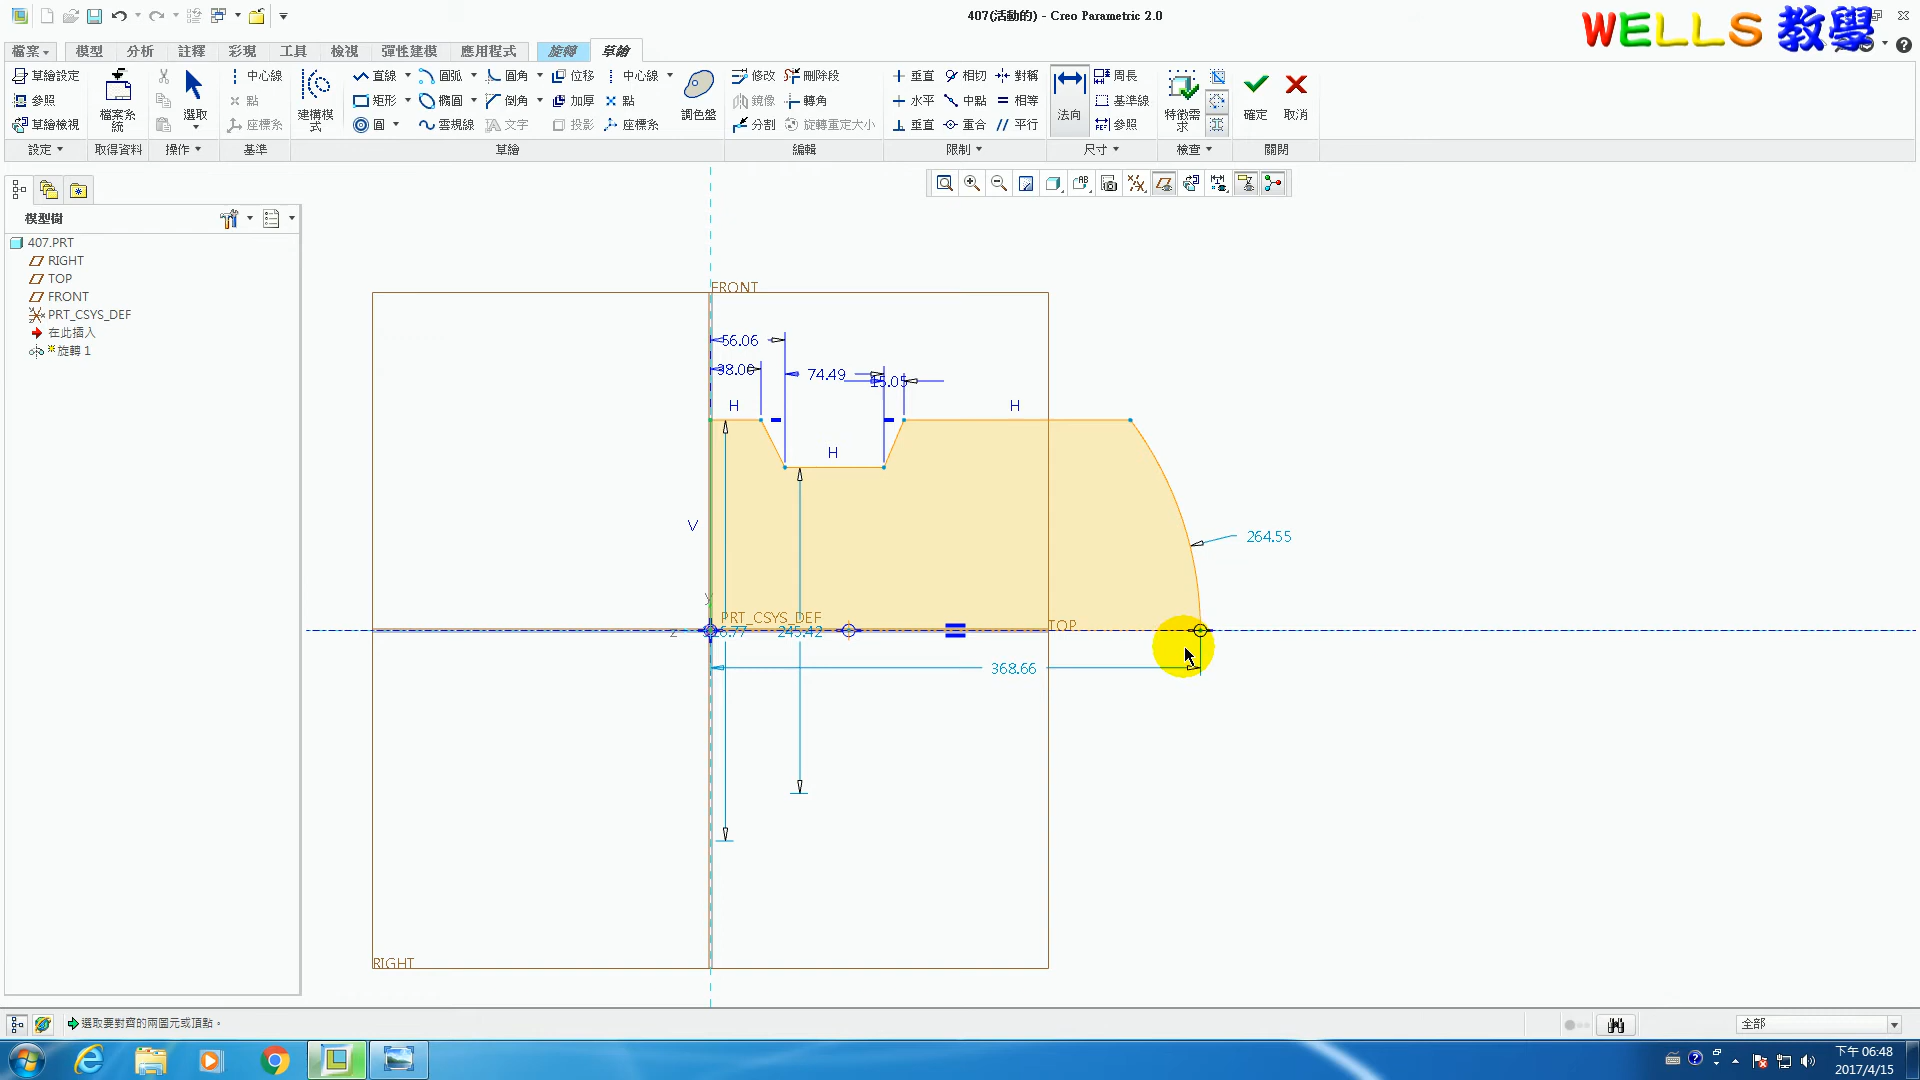 407(活動的) - Creo Parametric 2.0
WELLS 教學
檔案 模型 分析 註釋 彩現 工具 檢視 彈性建模 應用程式 旋轉 草繪
草繪設定
參照
草繪檢視
檔案系統
選取
中心線
點
座標系
建構模式
直線 圓弧 圓角 位移 中心線
矩形 橢圓 倒角 加厚 點
圓 雲規線 文字 投影 座標系
調色盤
修改 刪除段
鏡像 轉角
分割 旋轉重定大小
垂直 相切 對稱
水平 中點 相等
垂直 重合 平行
法向
周長
基準線
參照
特徵需求
確定
取消
設定 取得資料 操作 基準 草繪 編輯 限制 尺寸 檢查 關閉
模型樹
407.PRT
RIGHT
TOP
FRONT
PRT_CSYS_DEF
在此插入
旋轉 1
FRONT
56.06
38.06
74.49
15.05
H
H
H
V
264.55
y
PRT_CSYS_DEF
z
245.42
TOP
368.66
RIGHT
選取要對齊的兩圖元或頂點。
全部
下午 06:48
2017/4/15